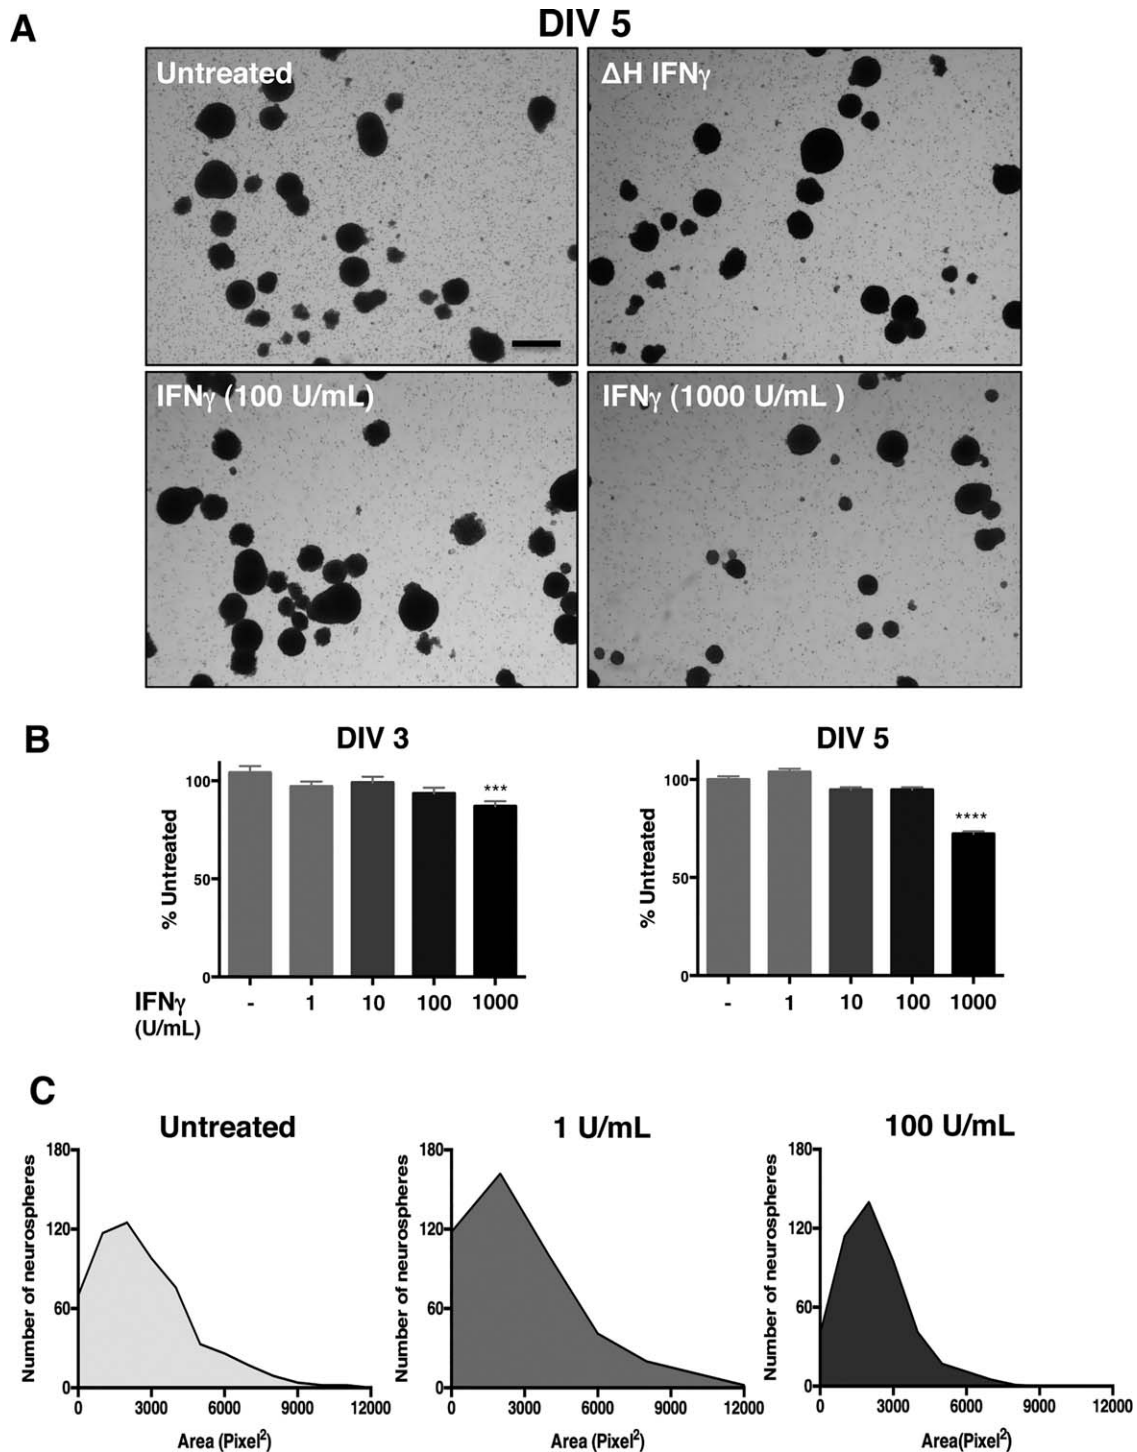 A
DIV 5
Untreated
ΔH IFNγ
IFNγ (100 U/mL)
IFNγ (1000 U/mL )
B
DIV 3
% Untreated
100
50
0
***
IFNγ
(U/mL)
- 1 10 100 1000
DIV 5
% Untreated
100
50
0
****
- 1 10 100 1000
C
Untreated
Number of neurospheres
180
120
60
0
0 3000 6000 9000 12000
Area (Pixel²)
1 U/mL
Number of neurospheres
180
120
60
0
0 3000 6000 9000 12000
Area (Pixel²)
100 U/mL
Number of neurospheres
180
120
60
0
0 3000 6000 9000 12000
Area(Pixel²)